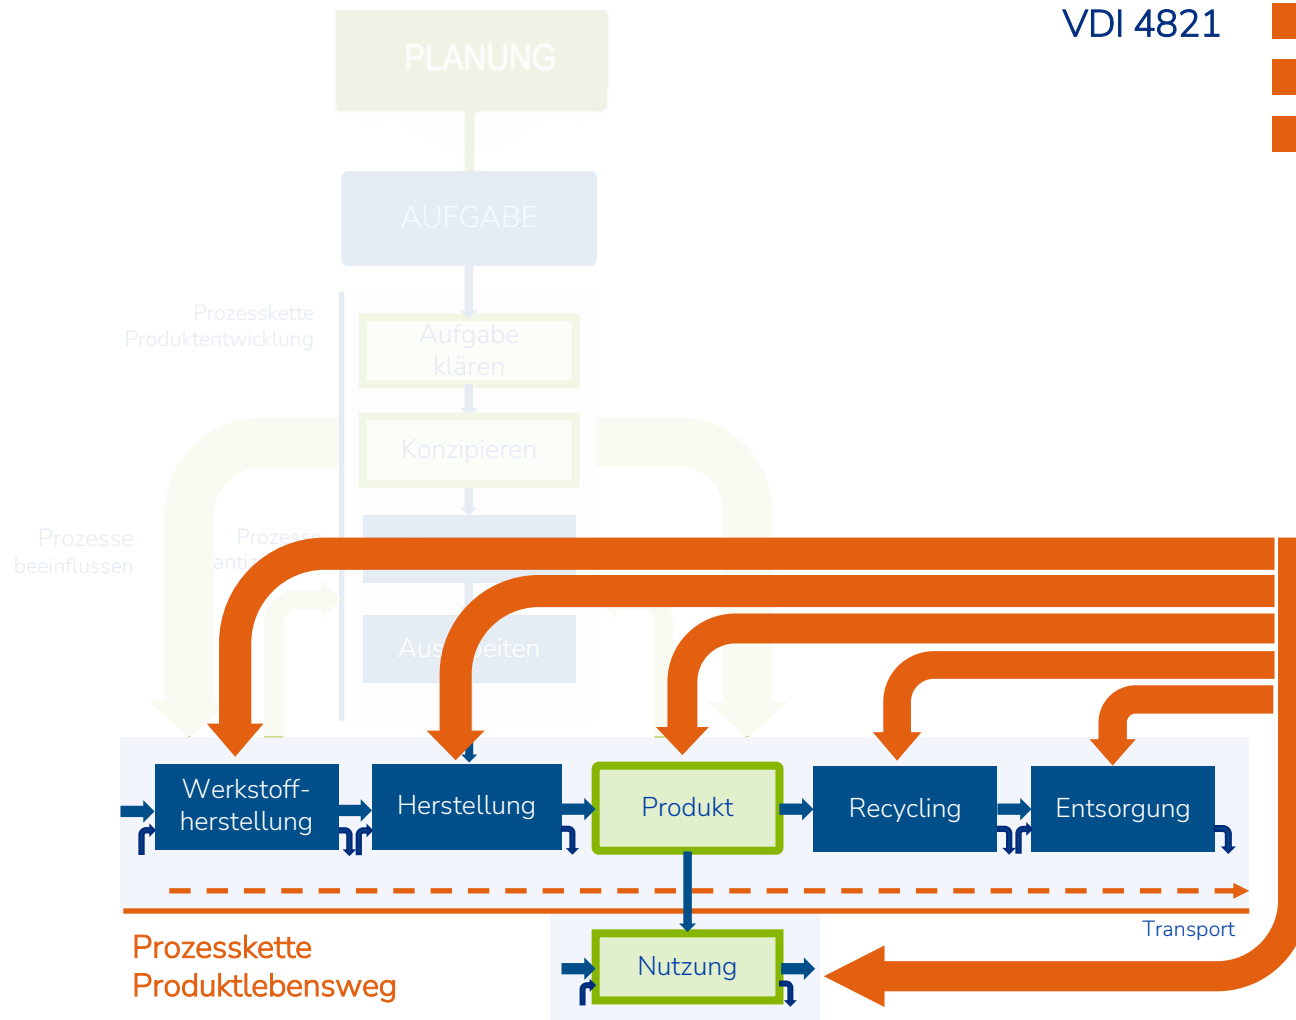 VDI 4821
PLANUNG
AUFGABE
Prozesskette
Produktentwicklung
Aufgabe
klären
Konzipieren
Prozesse
beeinflussen
Prozesse
Werkstoff-
herstellung
Herstellung
Produkt
Recycling
Entsorgung
Transport
Prozesskette
Produktlebensweg
Nutzung